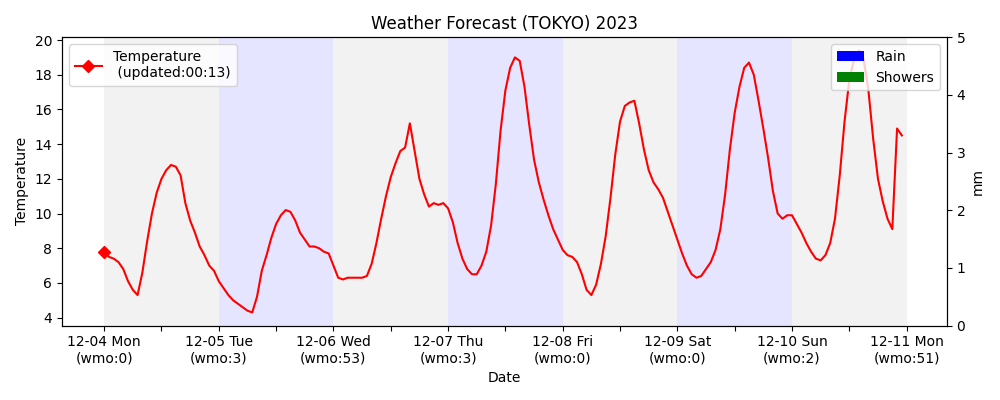 Weather Forecast (TOKYO) 2023
Temperature
(updated:00:13)
Rain
Showers
20
18
16
14
12
10
8
6
4
Temperature
5
4
3
2
1
0
mm
12-04 Mon
(wmo:0)
12-05 Tue
(wmo:3)
12-06 Wed
(wmo:53)
12-07 Thu
(wmo:3)
12-08 Fri
(wmo:0)
12-09 Sat
(wmo:0)
12-10 Sun
(wmo:2)
12-11 Mon
(wmo:51)
Date